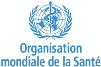 Organisation
mondiale de la Santé